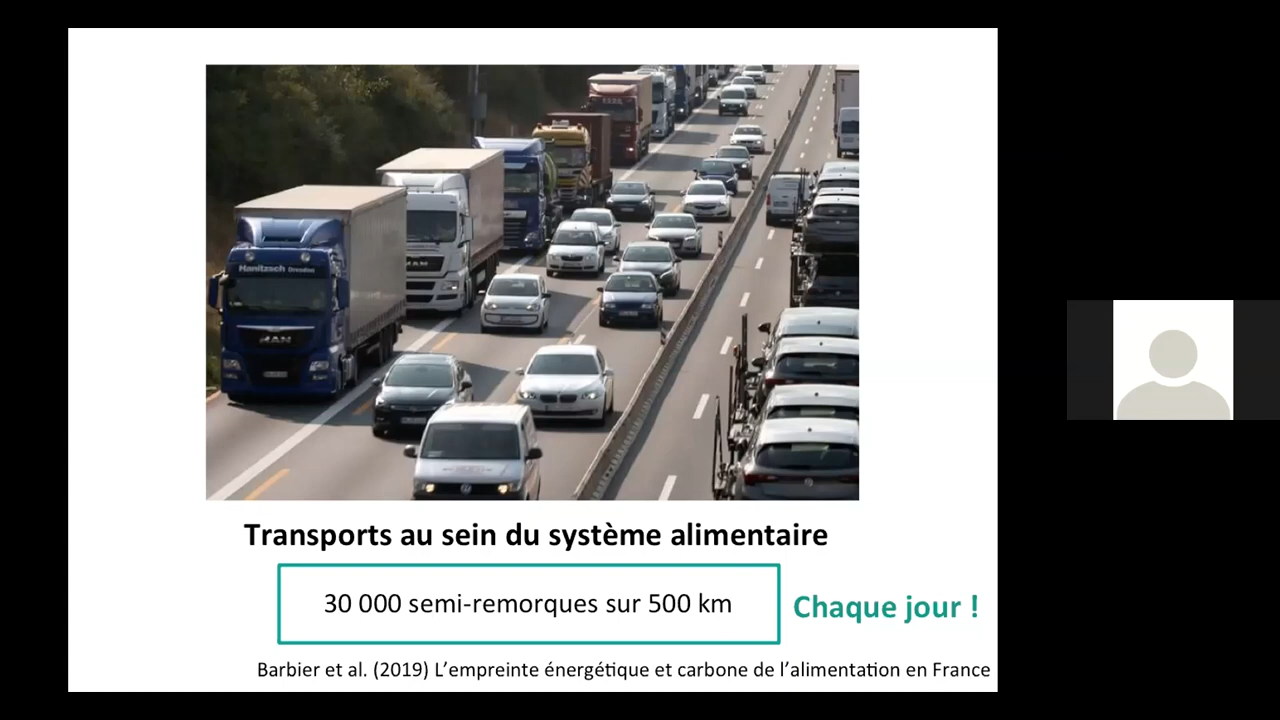 Hanitzsch Dresden
MAN
Transports au sein du système alimentaire
30 000 semi-remorques sur 500 km
Chaque jour !
Barbier et al. (2019) L'empreinte énergétique et carbone de l'alimentation en France